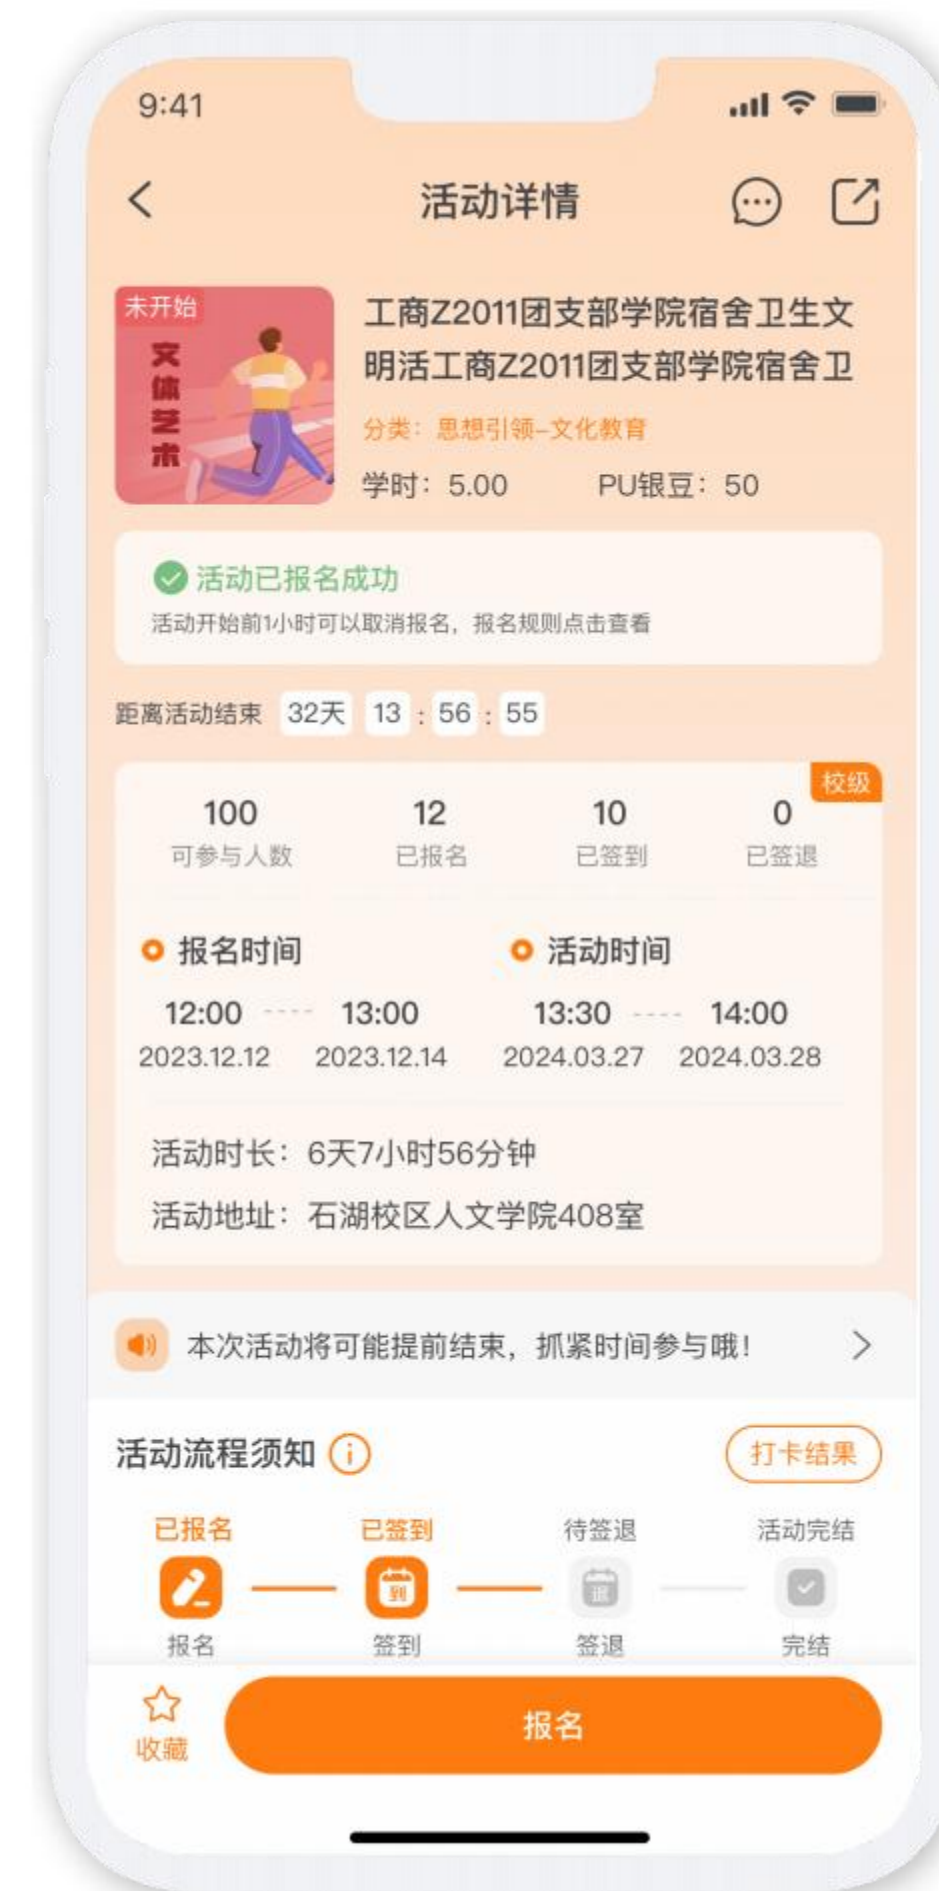 9:41
活动详情
未开始
文体艺术
工商Z2011团支部学院宿舍卫生文
明活工商Z2011团支部学院宿舍卫
分类：思想引领-文化教育
学时：5.00 PU银豆：50
活动已报名成功
活动开始前1小时可以取消报名，报名规则点击查看
距离活动结束 32天 13 : 56 : 55
校级
100 12 10 0
可参与人数 已报名 已签到 已签退
报名时间 活动时间
12:00 ---- 13:00 13:30 ---- 14:00
2023.12.12 2023.12.14 2024.03.27 2024.03.28
活动时长：6天7小时56分钟
活动地址：石湖校区人文学院408室
本次活动将可能提前结束，抓紧时间参与哦！
活动流程须知 打卡结果
已报名 已签到 待签退 活动完结
到 退
报名 签到 签退 完结
收藏 报名